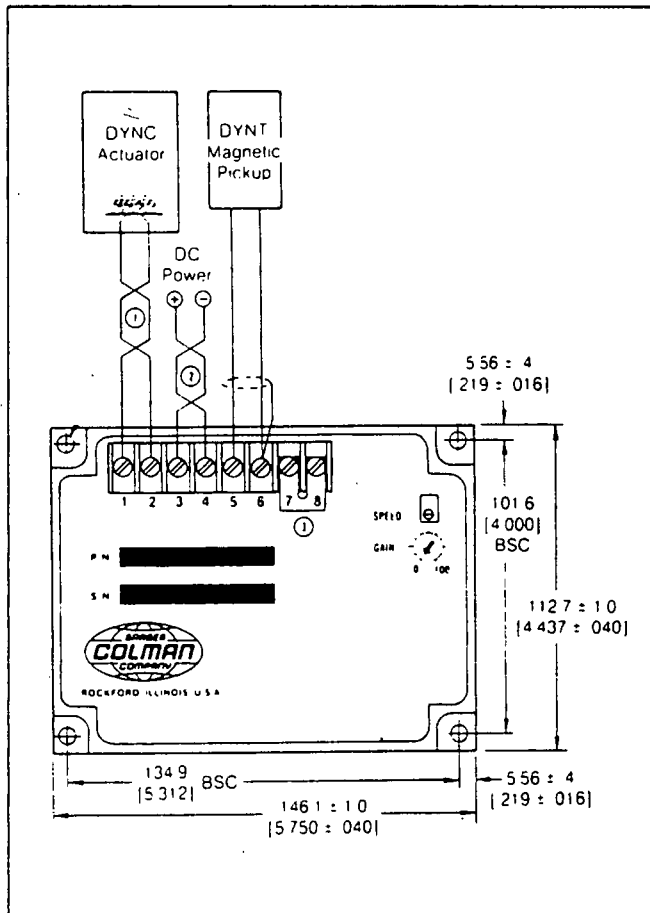 DYNC
Actuator
DYNT
Magnetic
Pickup
DC
Power
+ −
1
2
5 56 ± 4
[ 219 ± 016]
1 2 3 4 5 6 7 8
1
SPEED
GAIN
0 100
101 6
[4 000]
BSC
P N
S N
112 7 ± 1 0
[4 437 ± 040]
BARBER
COLMAN
COMPANY
ROCKFORD ILLINOIS U S A
134 9
[5 312]
BSC
5 56 ± 4
[ 219 ± 016]
146 1 ± 1 0
[5 750 ± 040]